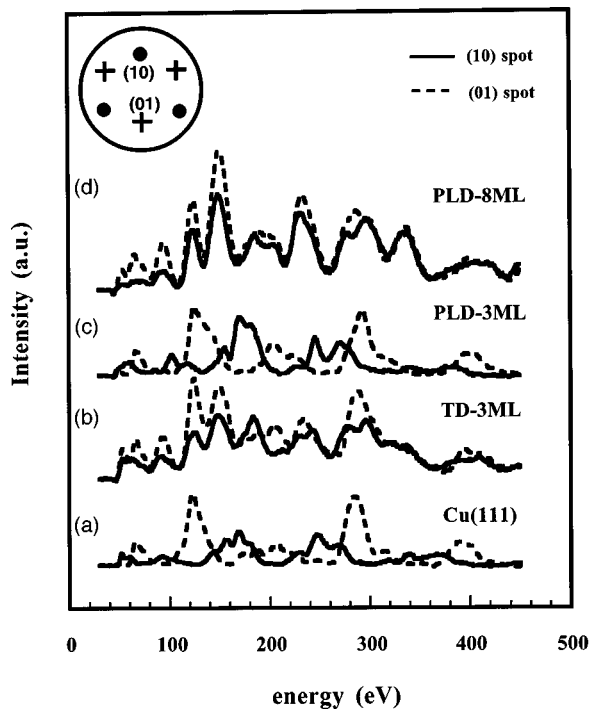 (10) spot
(01) spot
(10)
(01)
(d)
PLD-8ML
(c)
PLD-3ML
(b)
TD-3ML
(a)
Cu(111)
Intensity (a.u.)
0 100 200 300 400 500
energy (eV)